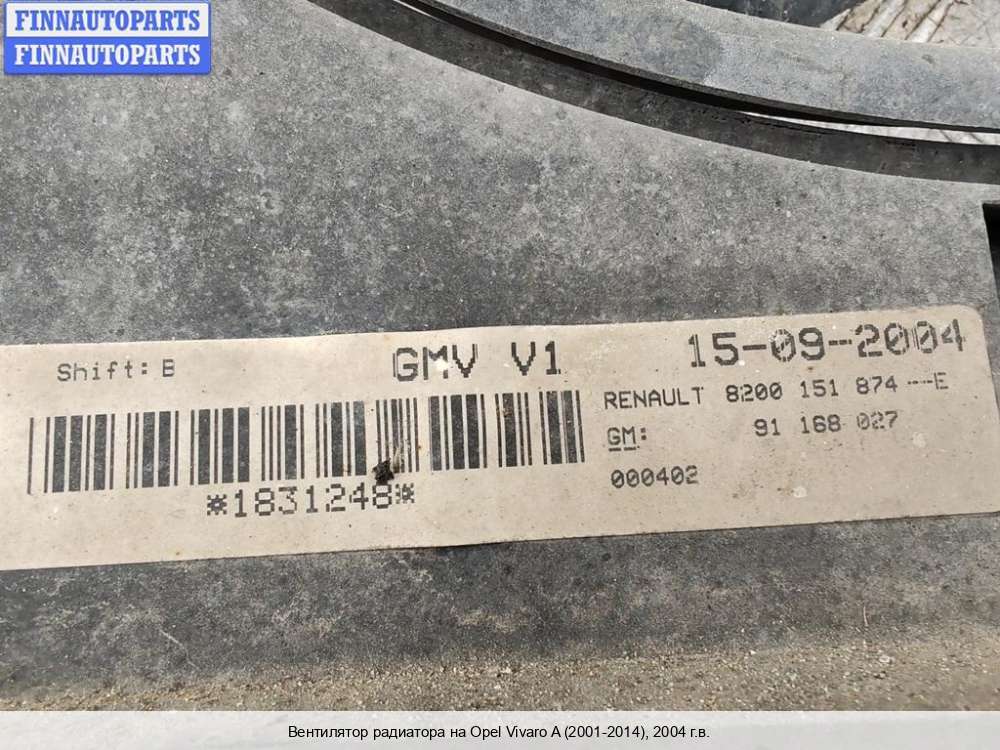 FINNAUTOPARTS
FINNAUTOPARTS
Shift: B
GMV V1
15-09-2004
RENAULT 8200 151 874 --- E
GM: 91 168 027
000402
*1831248*
Вентилятор радиатора на Opel Vivaro A (2001-2014), 2004 г.в.